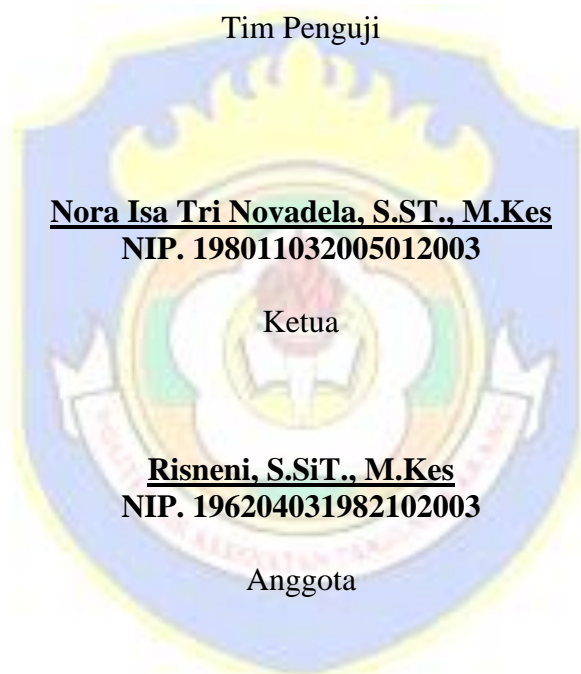 Tim Penguji
Nora Isa Tri Novadela, S.ST., M.Kes
NIP. 198011032005012003
Ketua
Risneni, S.SiT., M.Kes
NIP. 196204031982102003
Anggota